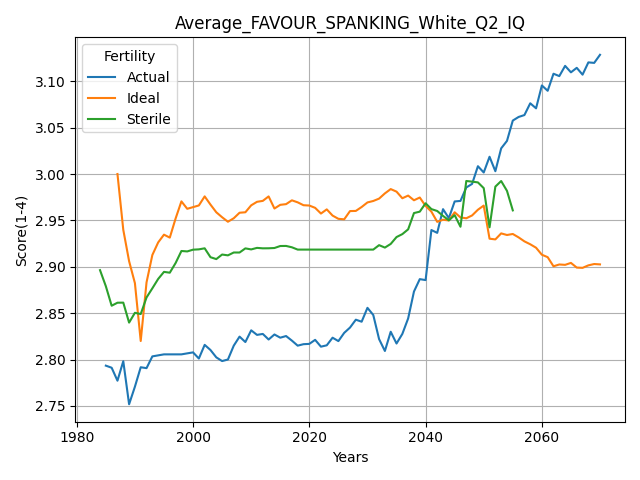 Average_FAVOUR_SPANKING_White_Q2_IQ
Fertility
Actual
Ideal
Sterile
3.10
3.05
3.00
2.95
2.90
2.85
2.80
2.75
Score(1-4)
1980 2000 2020 2040 2060
Years